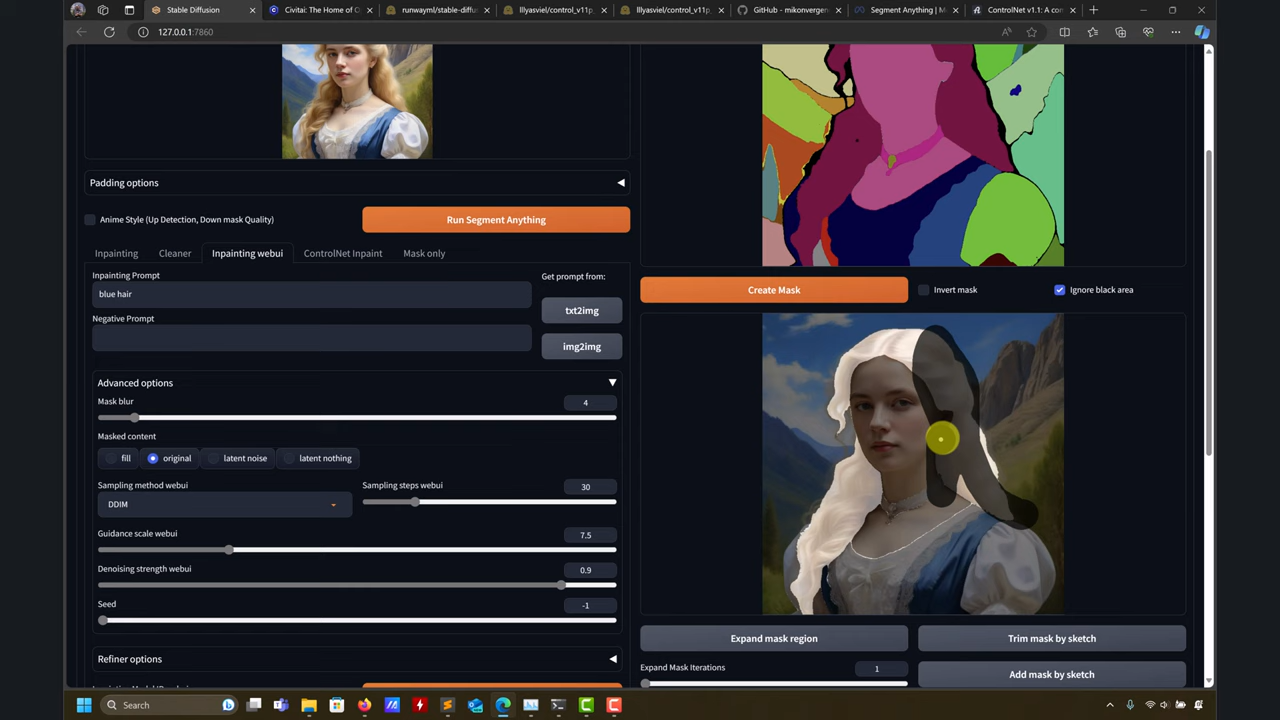 Stable Diffusion
Civitai: The Home of O
runwayml/stable-diffu
lllyasviel/control_v11p
lllyasviel/control_v11p
GitHub - mikonvergen
Segment Anything | M
ControlNet v1.1: A co
127.0.0.1:7860
Padding options
Anime Style (Up Detection, Down mask Quality)
Run Segment Anything
Inpainting
Cleaner
Inpainting webui
ControlNet Inpaint
Mask only
Inpainting Prompt
Get prompt from:
blue hair
txt2img
Negative Prompt
img2img
Advanced options
Mask blur
4
Masked content
fill
original
latent noise
latent nothing
Sampling method webui
Sampling steps webui
30
DDIM
Guidance scale webui
7.5
Denoising strength webui
0.9
Seed
-1
Refiner options
Create Mask
Invert mask
Ignore black area
Expand mask region
Trim mask by sketch
Expand Mask Iterations
1
Add mask by sketch
Search